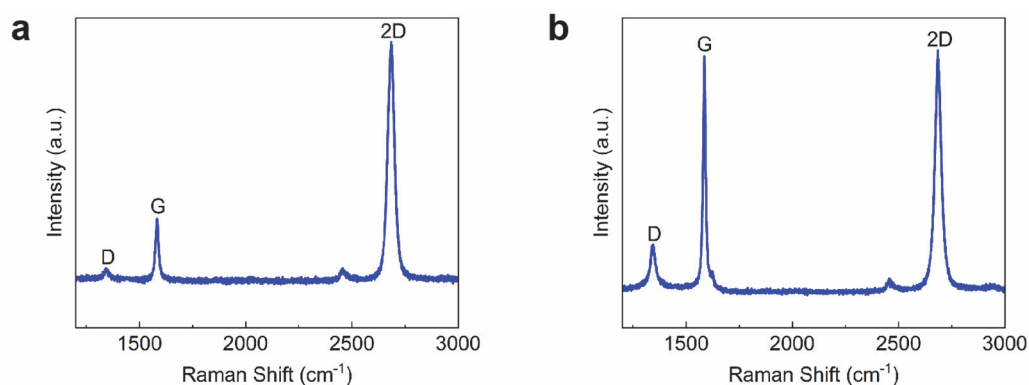 a
2D
G
D
Intensity (a.u.)
1500 2000 2500 3000
Raman Shift (cm⁻¹)
b
2D
G
D
Intensity (a.u.)
1500 2000 2500 3000
Raman Shift (cm⁻¹)